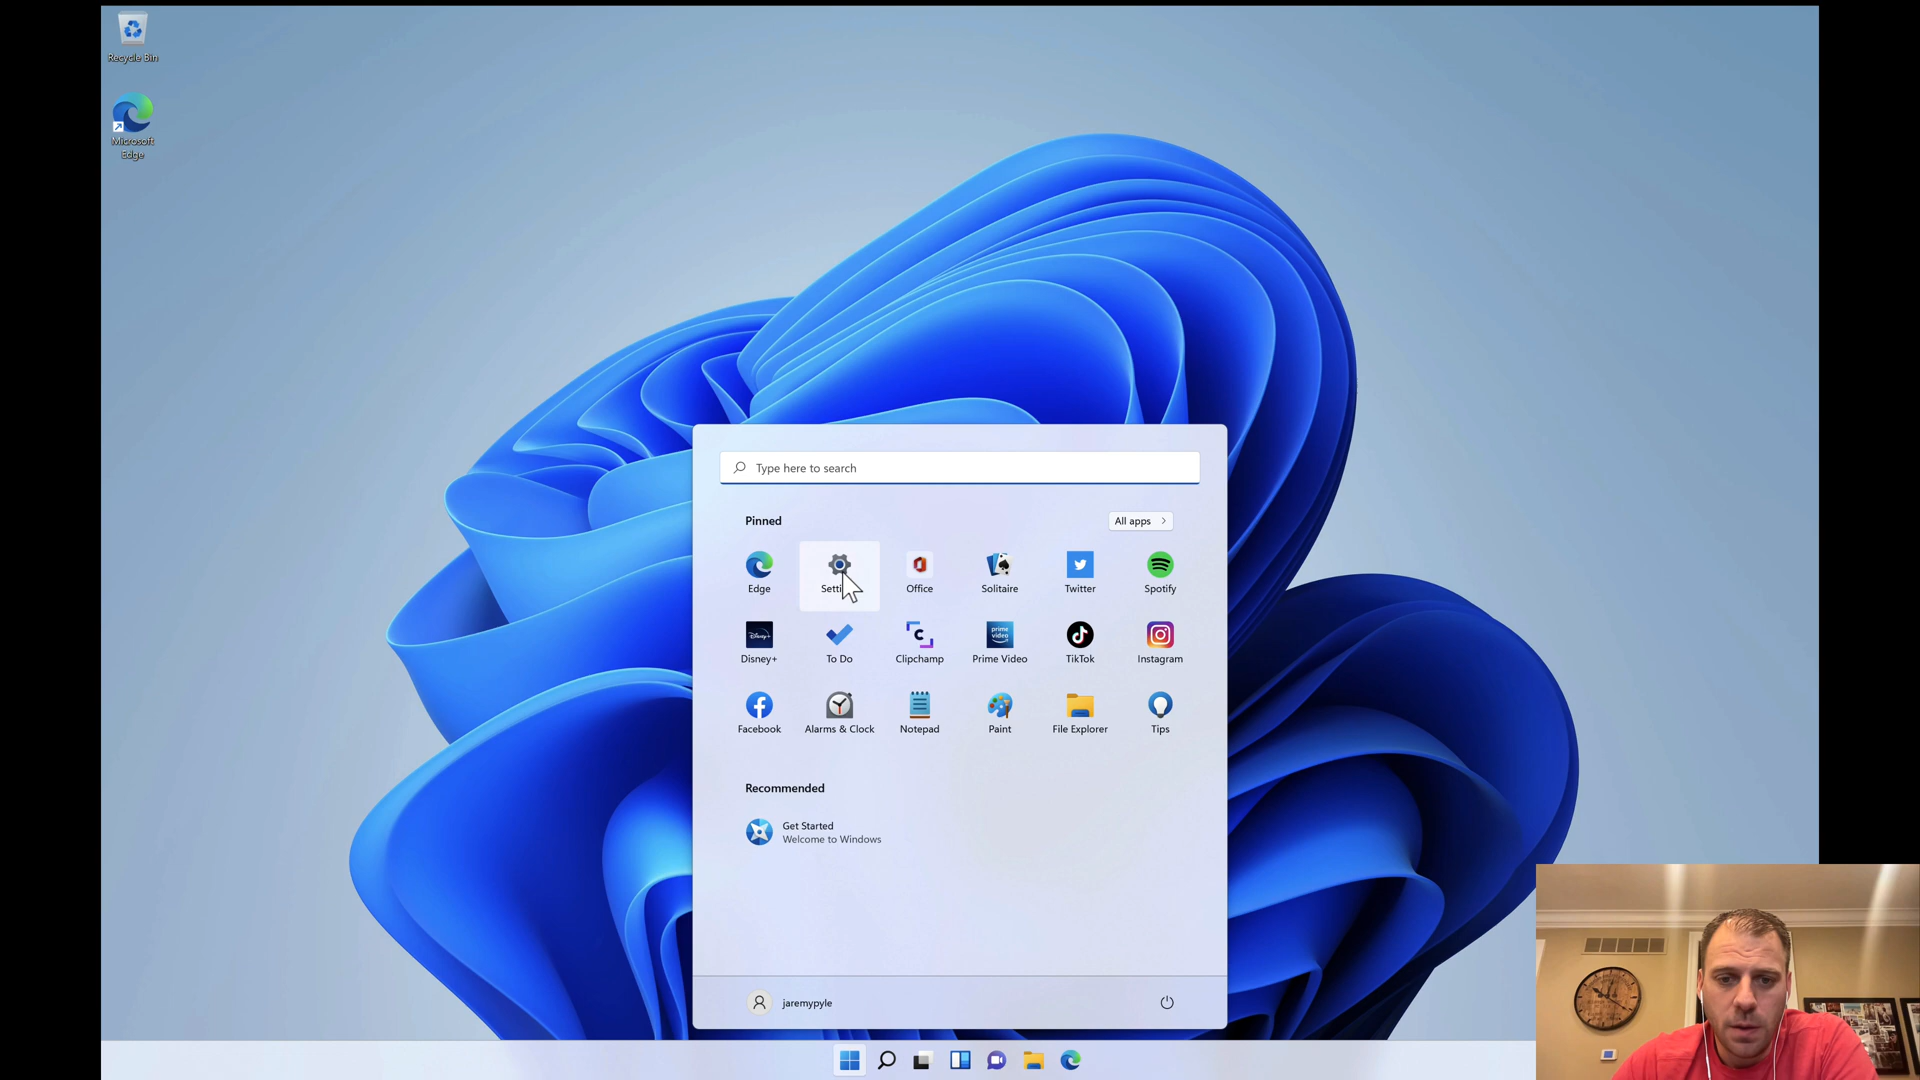 Recycle Bin
Microsoft
Edge
Type here to search
Pinned
All apps
Edge
Office
Solitaire
Twitter
Spotify
Disney+
To Do
Clipchamp
prime
video
Prime Video
TikTok
Instagram
Facebook
Alarms & Clock
Notepad
Paint
File Explorer
Tips
Recommended
Get Started
Welcome to Windows
jaremypyle